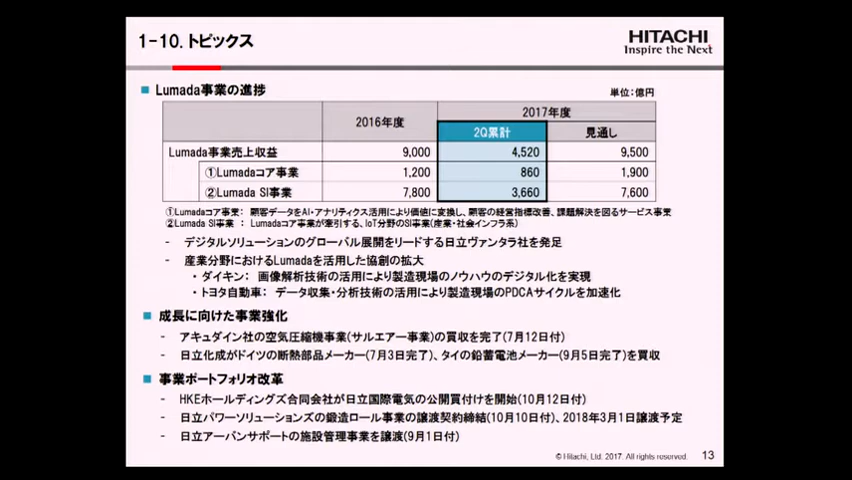 1-10. トピックス
HITACHI
Inspire the Next
■ Lumada事業の進捗
単位：億円
2016年度 2017年度
2Q累計 見通し
Lumada事業売上収益 9,000 4,520 9,500
①Lumadaコア事業 1,200 860 1,900
②Lumada SI事業 7,800 3,660 7,600
①Lumadaコア事業： 顧客データをAI・アナリティクス活用により価値に変換し、顧客の経営指標改善、課題解決を図るサービス事業
②Lumada SI事業 ： Lumadaコア事業が牽引する、IoT分野のSI事業(産業・社会インフラ系)
- デジタルソリューションのグローバル展開をリードする日立ヴァンタラ社を発足
- 産業分野におけるLumadaを活用した協創の拡大
・ダイキン： 画像解析技術の活用により製造現場のノウハウのデジタル化を実現
・トヨタ自動車： データ収集・分析技術の活用により製造現場のPDCAサイクルを加速化
■ 成長に向けた事業強化
- アキュダイン社の空気圧縮機事業(サルエアー事業)の買収を完了(7月12日付)
- 日立化成がドイツの断熱部品メーカー(7月3日完了)、タイの鉛蓄電池メーカー(9月5日完了)を買収
■ 事業ポートフォリオ改革
- HKEホールディングス合同会社が日立国際電気の公開買付けを開始(10月12日付)
- 日立パワーソリューションズの鍛造ロール事業の譲渡契約締結(10月10日付)、2018年3月1日譲渡予定
- 日立アーバンサポートの施設管理事業を譲渡(9月1日付)
© Hitachi, Ltd. 2017. All rights reserved. 13